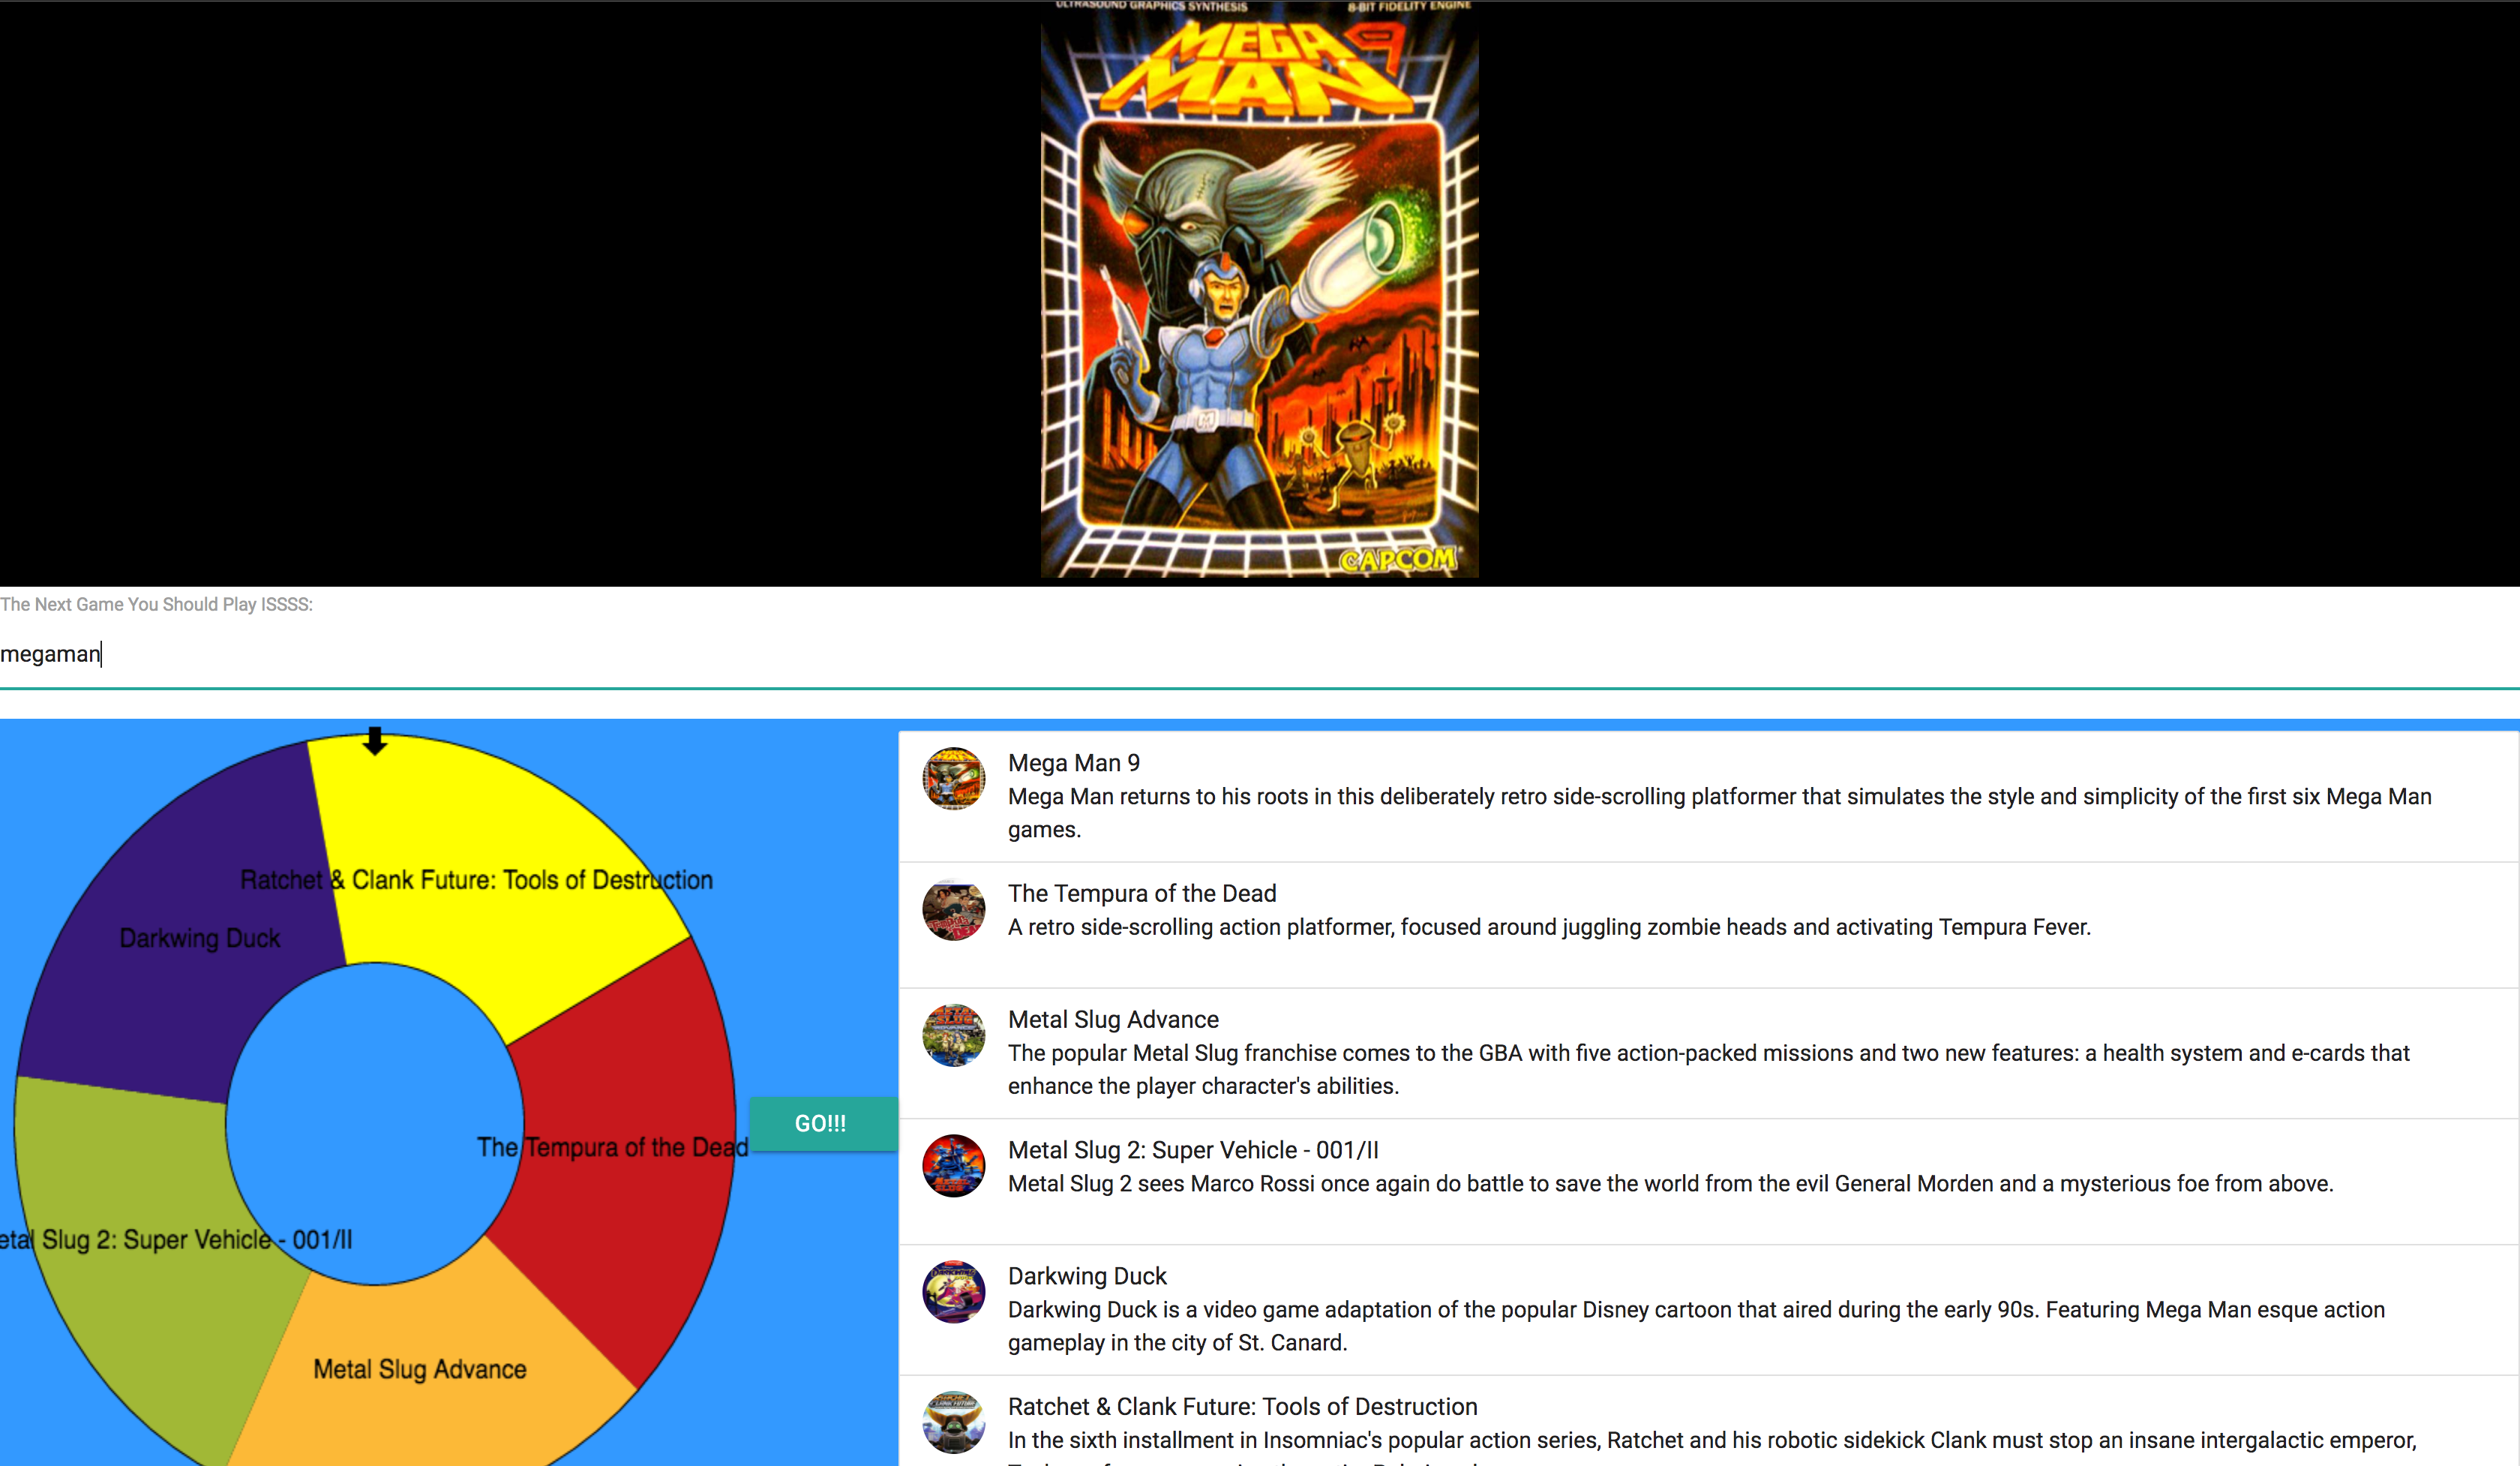 ULTRASOUND GRAPHICS SYNTHESIS
8-BIT FIDELITY ENGINE
MEGA
MAN 9
CAPCOM
The Next Game You Should Play ISSSS:
megaman
Ratchet & Clank Future: Tools of Destruction
Darkwing Duck
The Tempura of the Dead
etal Slug 2: Super Vehicle - 001/II
Metal Slug Advance
GO!!!
Mega Man 9
Mega Man returns to his roots in this deliberately retro side-scrolling platformer that simulates the style and simplicity of the first six Mega Man
games.
The Tempura of the Dead
A retro side-scrolling action platformer, focused around juggling zombie heads and activating Tempura Fever.
Metal Slug Advance
The popular Metal Slug franchise comes to the GBA with five action-packed missions and two new features: a health system and e-cards that
enhance the player character's abilities.
Metal Slug 2: Super Vehicle - 001/II
Metal Slug 2 sees Marco Rossi once again do battle to save the world from the evil General Morden and a mysterious foe from above.
Darkwing Duck
Darkwing Duck is a video game adaptation of the popular Disney cartoon that aired during the early 90s. Featuring Mega Man esque action
gameplay in the city of St. Canard.
Ratchet & Clank Future: Tools of Destruction
In the sixth installment in Insomniac's popular action series, Ratchet and his robotic sidekick Clank must stop an insane intergalactic emperor,